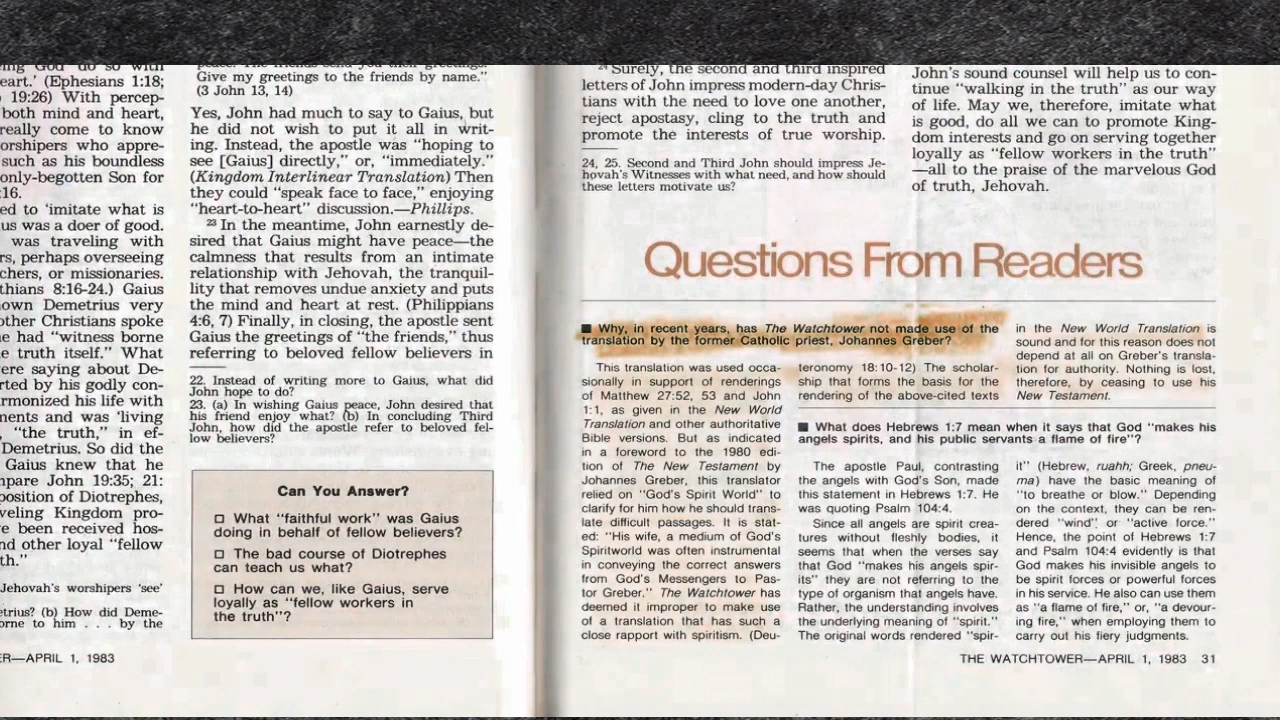 eart.' (Ephesians 1:18;
19:26) With percep-
both mind and heart,
really come to know
orshipers who appre-
such as his boundless
only-begotten Son for
:16.
ed to 'imitate what is
us was a doer of good.
was traveling with
rs, perhaps overseeing
chers, or missionaries.
thians 8:16-24.) Gaius
own Demetrius very
other Christians spoke
e had "witness borne
e truth itself." What
ere saying about De-
rted by his godly con-
armonized his life with
nents and was 'living
, "the truth," in ef-
Demetrius. So did the
Gaius knew that he
mpare John 19:35; 21:
position of Diotrephes,
veling Kingdom pro-
ve been received hos-
nd other loyal "fellow
th."
Jehovah's worshipers 'see'
etrius? (b) How did Deme-
orne to him . . . by the
ER—APRIL 1, 1983
Give my greetings to the friends by name."
(3 John 13, 14)
Yes, John had much to say to Gaius, but
he did not wish to put it all in writ-
ing. Instead, the apostle was "hoping to
see [Gaius] directly," or, "immediately."
(Kingdom Interlinear Translation) Then
they could "speak face to face," enjoying
"heart-to-heart" discussion.—Phillips.
23 In the meantime, John earnestly de-
sired that Gaius might have peace—the
calmness that results from an intimate
relationship with Jehovah, the tranquil-
lity that removes undue anxiety and puts
the mind and heart at rest. (Philippians
4:6, 7) Finally, in closing, the apostle sent
Gaius the greetings of "the friends," thus
referring to beloved fellow believers in
22. Instead of writing more to Gaius, what did
John hope to do?
23. (a) In wishing Gaius peace, John desired that
his friend enjoy what? (b) In concluding Third
John, how did the apostle refer to beloved fel-
low believers?
Can You Answer?
□ What "faithful work" was Gaius
doing in behalf of fellow believers?
□ The bad course of Diotrephes
can teach us what?
□ How can we, like Gaius, serve
loyally as "fellow workers in
the truth"?
24 Surely, the second and third inspired
letters of John impress modern-day Chris-
tians with the need to love one another,
reject apostasy, cling to the truth and
promote the interests of true worship.
24, 25. Second and Third John should impress Je-
hovah's Witnesses with what need, and how should
these letters motivate us?
John's sound counsel will help us to con-
tinue "walking in the truth" as our way
of life. May we, therefore, imitate what
is good, do all we can to promote King-
dom interests and go on serving together
loyally as "fellow workers in the truth"
—all to the praise of the marvelous God
of truth, Jehovah.
Questions From Readers
■ Why, in recent years, has The Watchtower not made use of the
translation by the former Catholic priest, Johannes Greber?
This translation was used occa-
sionally in support of renderings
of Matthew 27:52, 53 and John
1:1, as given in the New World
Translation and other authoritative
Bible versions. But as indicated
in a foreword to the 1980 edi-
tion of The New Testament by
Johannes Greber, this translator
relied on "God's Spirit World" to
clarify for him how he should trans-
late difficult passages. It is stat-
ed: "His wife, a medium of God's
Spiritworld was often instrumental
in conveying the correct answers
from God's Messengers to Pas-
tor Greber." The Watchtower has
deemed it improper to make use
of a translation that has such a
close rapport with spiritism. (Deu-
teronomy 18:10-12) The scholar-
ship that forms the basis for the
rendering of the above-cited texts
in the New World Translation is
sound and for this reason does not
depend at all on Greber's transla-
tion for authority. Nothing is lost,
therefore, by ceasing to use his
New Testament.
■ What does Hebrews 1:7 mean when it says that God "makes his
angels spirits, and his public servants a flame of fire"?
The apostle Paul, contrasting
the angels with God's Son, made
this statement in Hebrews 1:7. He
was quoting Psalm 104:4.
Since all angels are spirit crea-
tures without fleshly bodies, it
seems that when the verses say
that God "makes his angels spir-
its" they are not referring to the
type of organism that angels have.
Rather, the understanding involves
the underlying meaning of "spirit."
The original words rendered "spir-
it" (Hebrew, ruahh; Greek, pneu-
ma) have the basic meaning of
"to breathe or blow." Depending
on the context, they can be ren-
dered "wind" or "active force."
Hence, the point of Hebrews 1:7
and Psalm 104:4 evidently is that
God makes his invisible angels to
be spirit forces or powerful forces
in his service. He also can use them
as "a flame of fire," or, "a devour-
ing fire," when employing them to
carry out his fiery judgments.
THE WATCHTOWER—APRIL 1, 1983 31